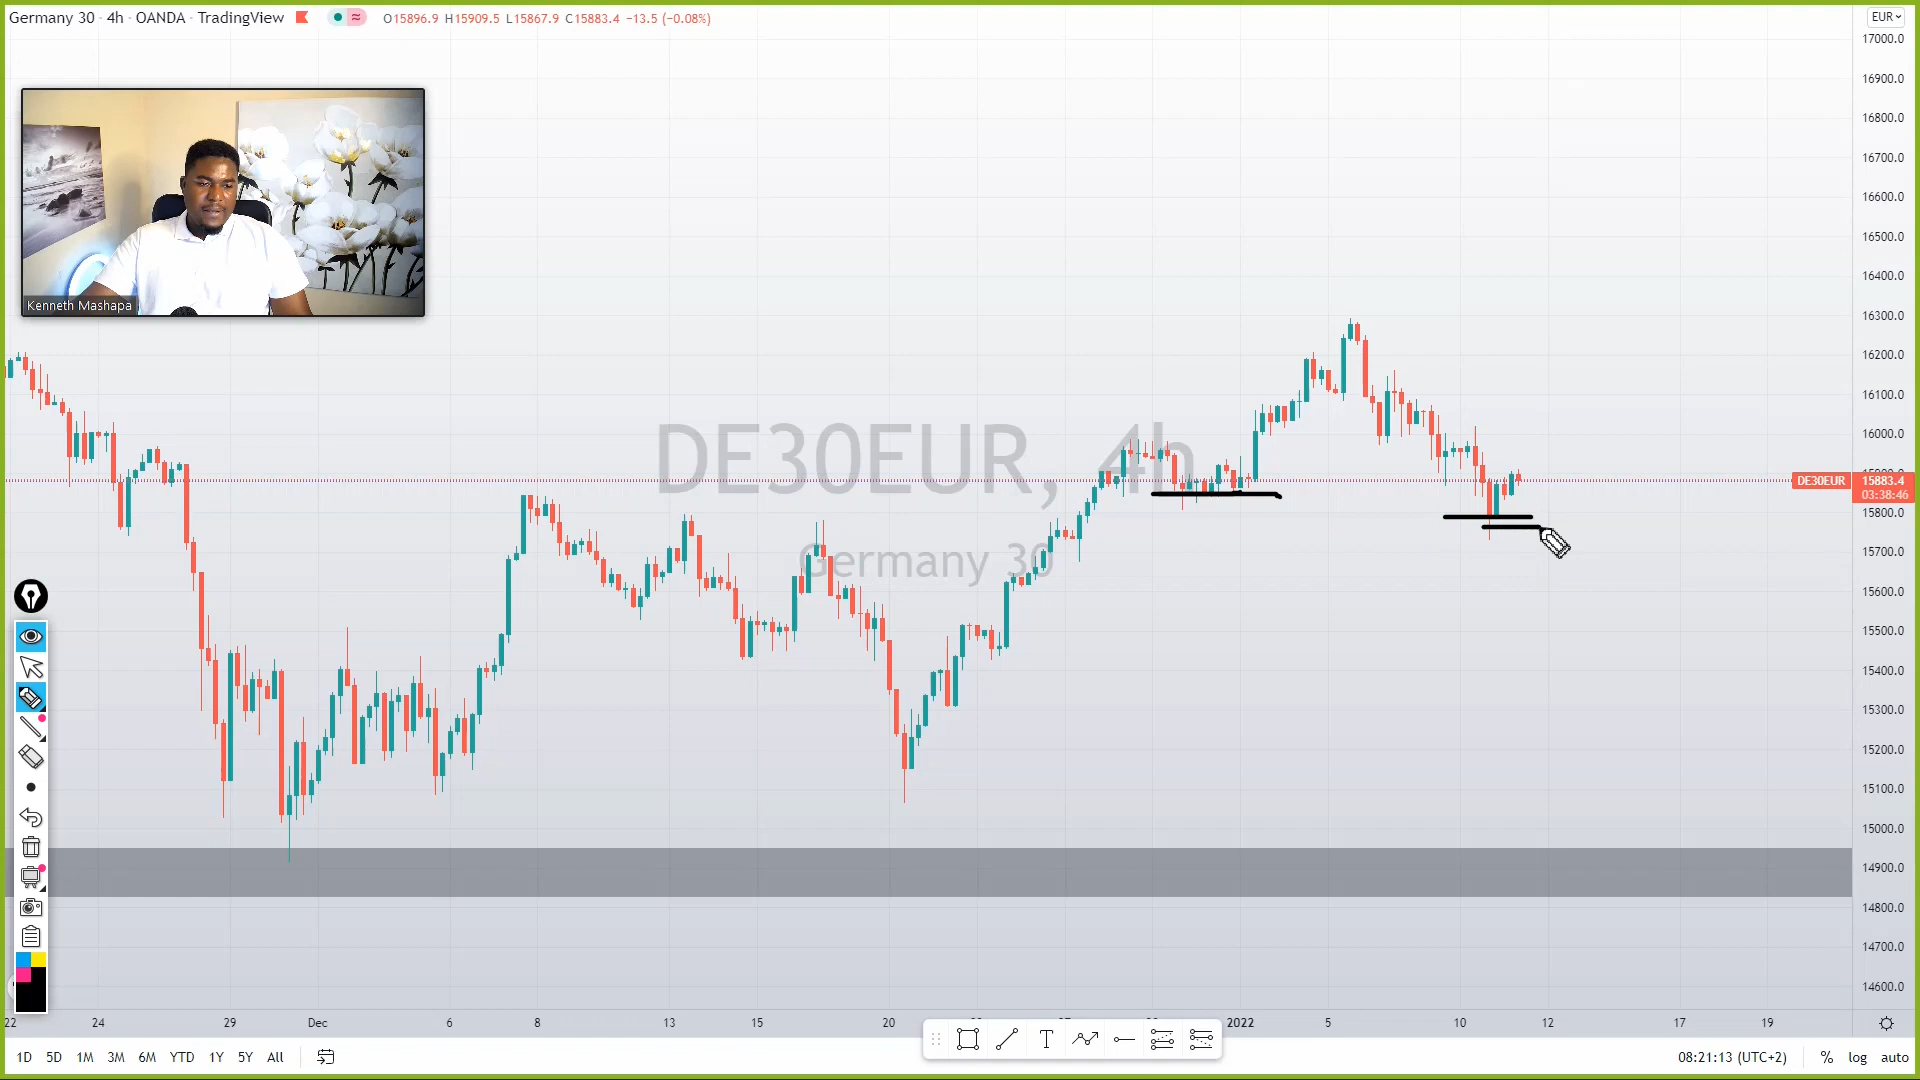 Germany 30 · 4h · OANDA · TradingView
O15896.9 H15909.5 L15867.9 C15883.4 −13.5 (−0.08%)
EUR
17000.0
16900.0
16800.0
16700.0
16600.0
16500.0
16400.0
16300.0
16200.0
16100.0
16000.0
Kenneth Mashapa
DE30EUR, 4h
Germany 30
DE30EUR
15883.4
03:38:46
15800.0
15700.0
15600.0
15500.0
15400.0
15300.0
15200.0
15100.0
15000.0
14900.0
14800.0
14700.0
14600.0
22 24 29 Dec 6 8 13 15 20 2022 5 10 12 17 19
1D 5D 1M 3M 6M YTD 1Y 5Y All
08:21:13 (UTC+2) % log auto